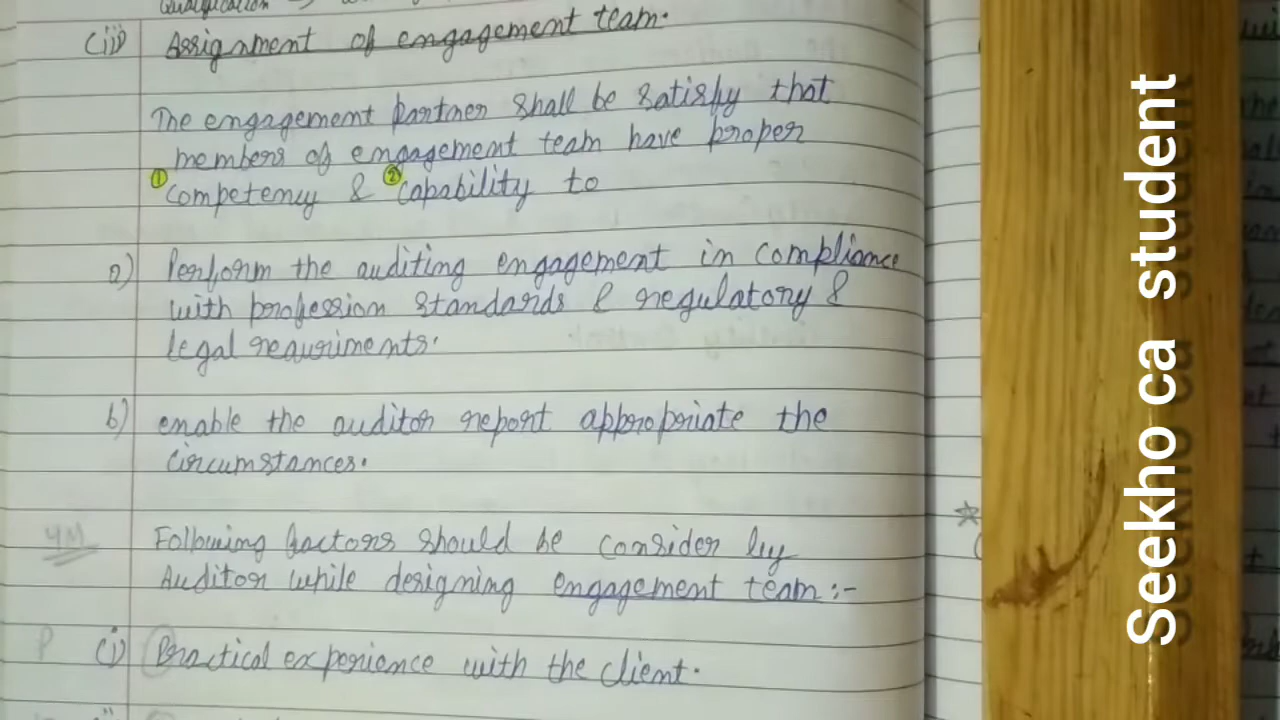 Qualification →
(iii) Assignment of engagement team.
The engagement partner shall be satisfy that
members of engagement team have proper
① competency & ② capability to
a) Perform the auditing engagement in compliance
with profession standards & regulatory &
legal requriments.
b) enable the auditor report appropriate the
circumstances.
4M Following factors should be consider by
Auditor while designing engagement team :-
P (i) Practical experience with the client.
Seekho ca student